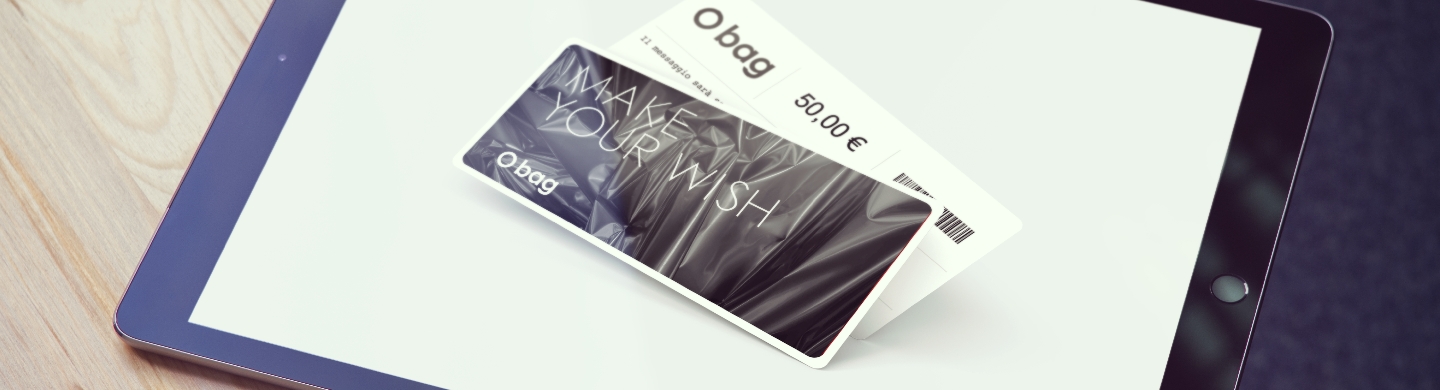 O bag
Il messaggio sarà
50,00 €
MAKE
YOUR WISH
O bag